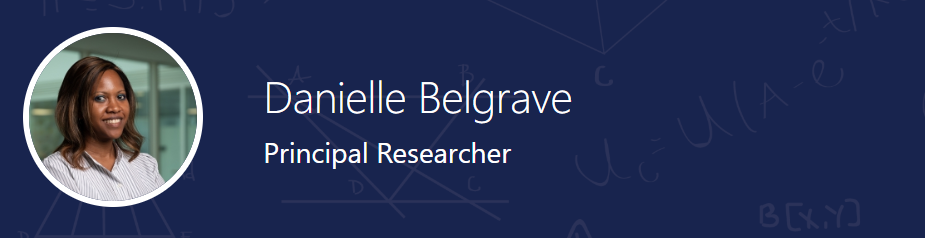 Danielle Belgrave
Principal Researcher
A
B
C
D
C
B[X,Y]